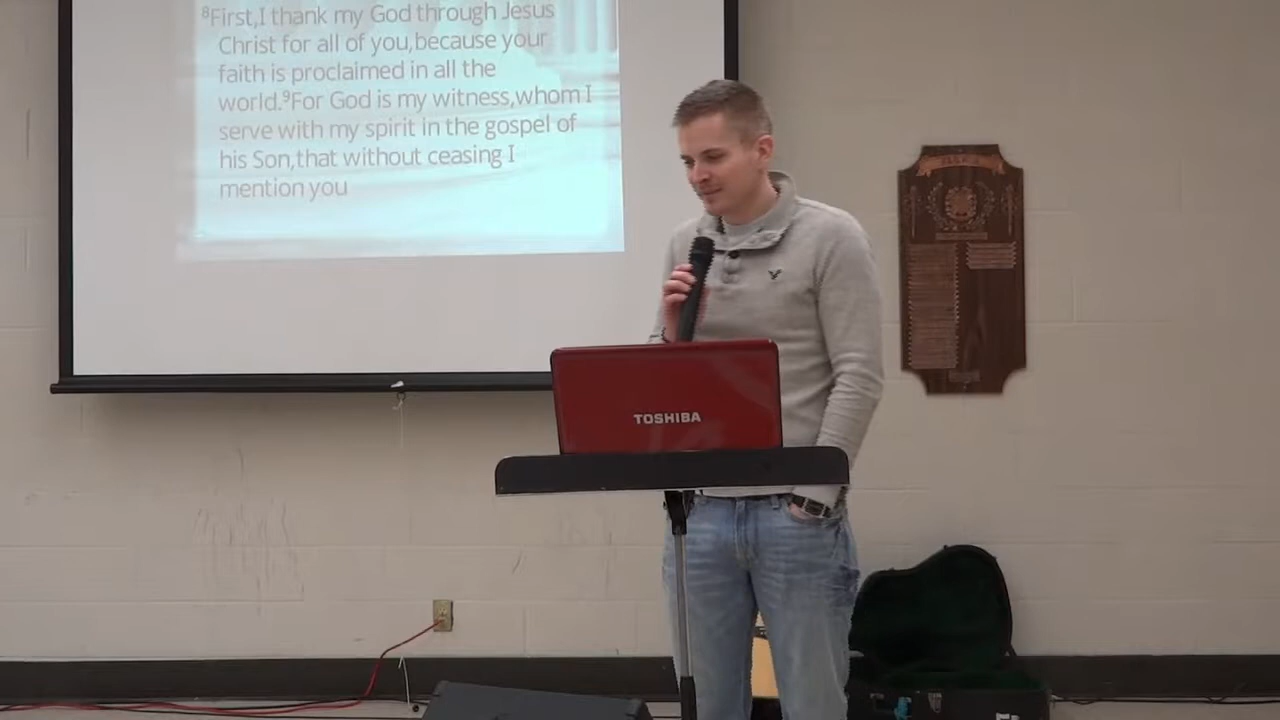 ⁸First,I thank my God through Jesus
Christ for all of you,because your
faith is proclaimed in all the
world.⁹For God is my witness,whom I
serve with my spirit in the gospel of
his Son,that without ceasing I
mention you
TOSHIBA